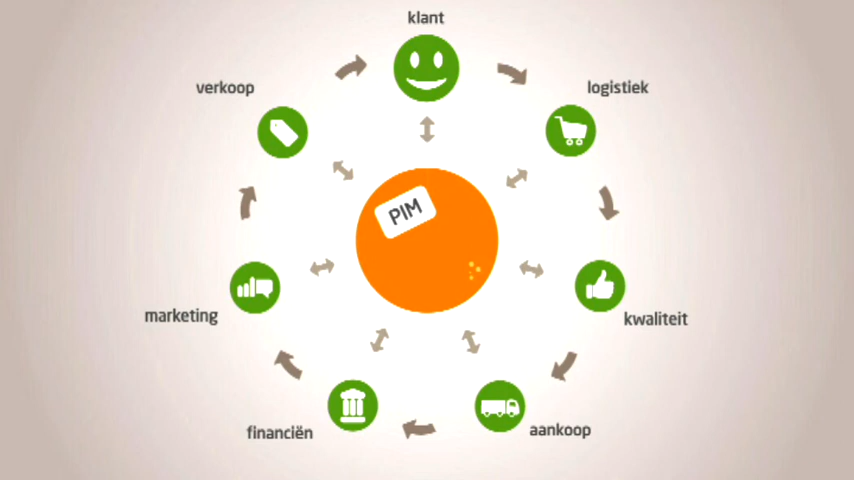 klant
verkoop
logistiek
PIM
marketing
kwaliteit
financiën
aankoop